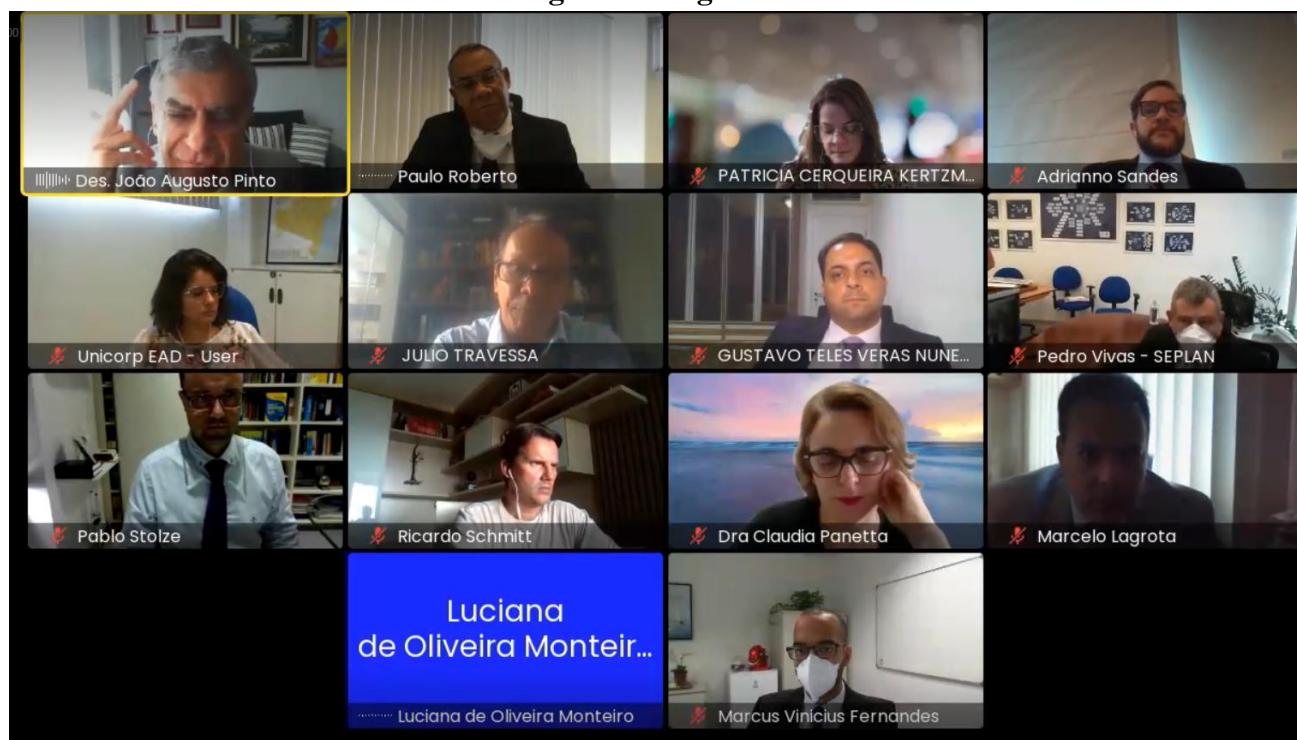 Des. João Augusto Pinto
Paulo Roberto
PATRICIA CERQUEIRA KERTZM...
Adrianno Sandes
Unicorp EAD - User
JULIO TRAVESSA
GUSTAVO TELES VERAS NUNE...
Pedro Vivas - SEPLAN
Pablo Stolze
Ricardo Schmitt
Dra Claudia Panetta
Marcelo Lagrota
Luciana
de Oliveira Monteir...
Luciana de Oliveira Monteiro
Marcus Vinicius Fernandes